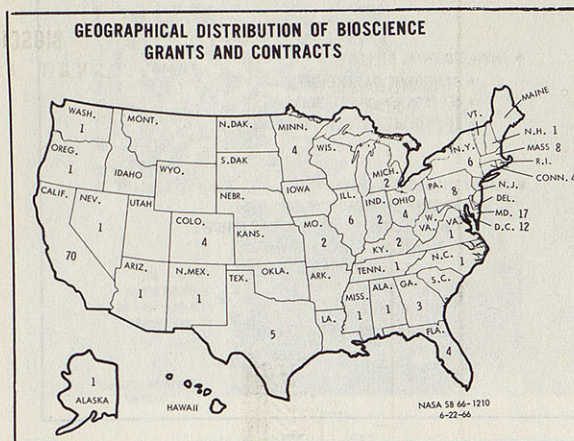 GEOGRAPHICAL DISTRIBUTION OF BIOSCIENCE
GRANTS AND CONTRACTS
WASH.
1
MONT.
N.DAK.
MINN.
4
VT.
MAINE
OREG.
1
IDAHO
WYO.
S.DAK
WIS.
MICH.
2
N.Y.
6
N.H. 1
MASS 8
R.I.
CONN. 4
CALIF.
70
NEV.
1
UTAH
COLO.
4
NEBR.
IOWA
ILL.
6
IND.
2
OHIO
4
PA.
8
N.J.
DEL.
MD. 17
D.C. 12
KANS.
MO.
2
KY. 2
W.
VA.
VA.
1
ARIZ.
1
N.MEX.
1
TEX.
5
OKLA.
ARK.
TENN. 1
N.C.
1
S.C.
MISS.
1
ALA.
1
GA.
3
LA.
FLA.
4
1
ALASKA
HAWAII
NASA SB 66-1210
6-22-66